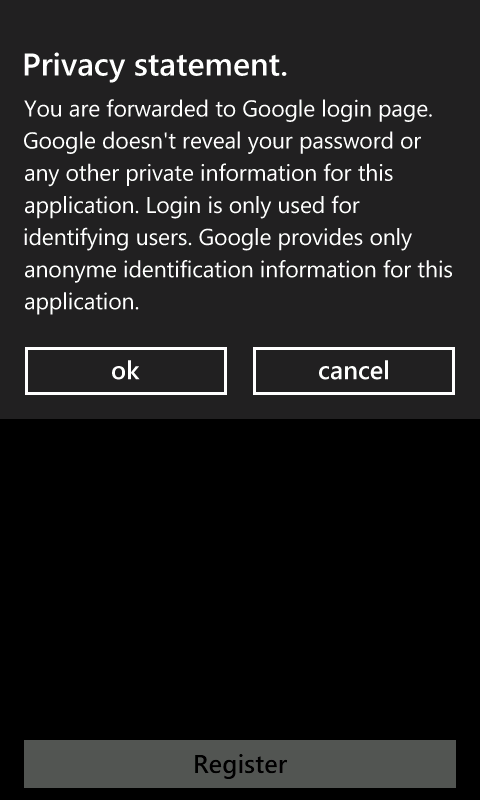 Privacy statement.
You are forwarded to Google login page.
Google doesn't reveal your password or
any other private information for this
application. Login is only used for
identifying users. Google provides only
anonyme identification information for this
application.
ok
cancel
Register